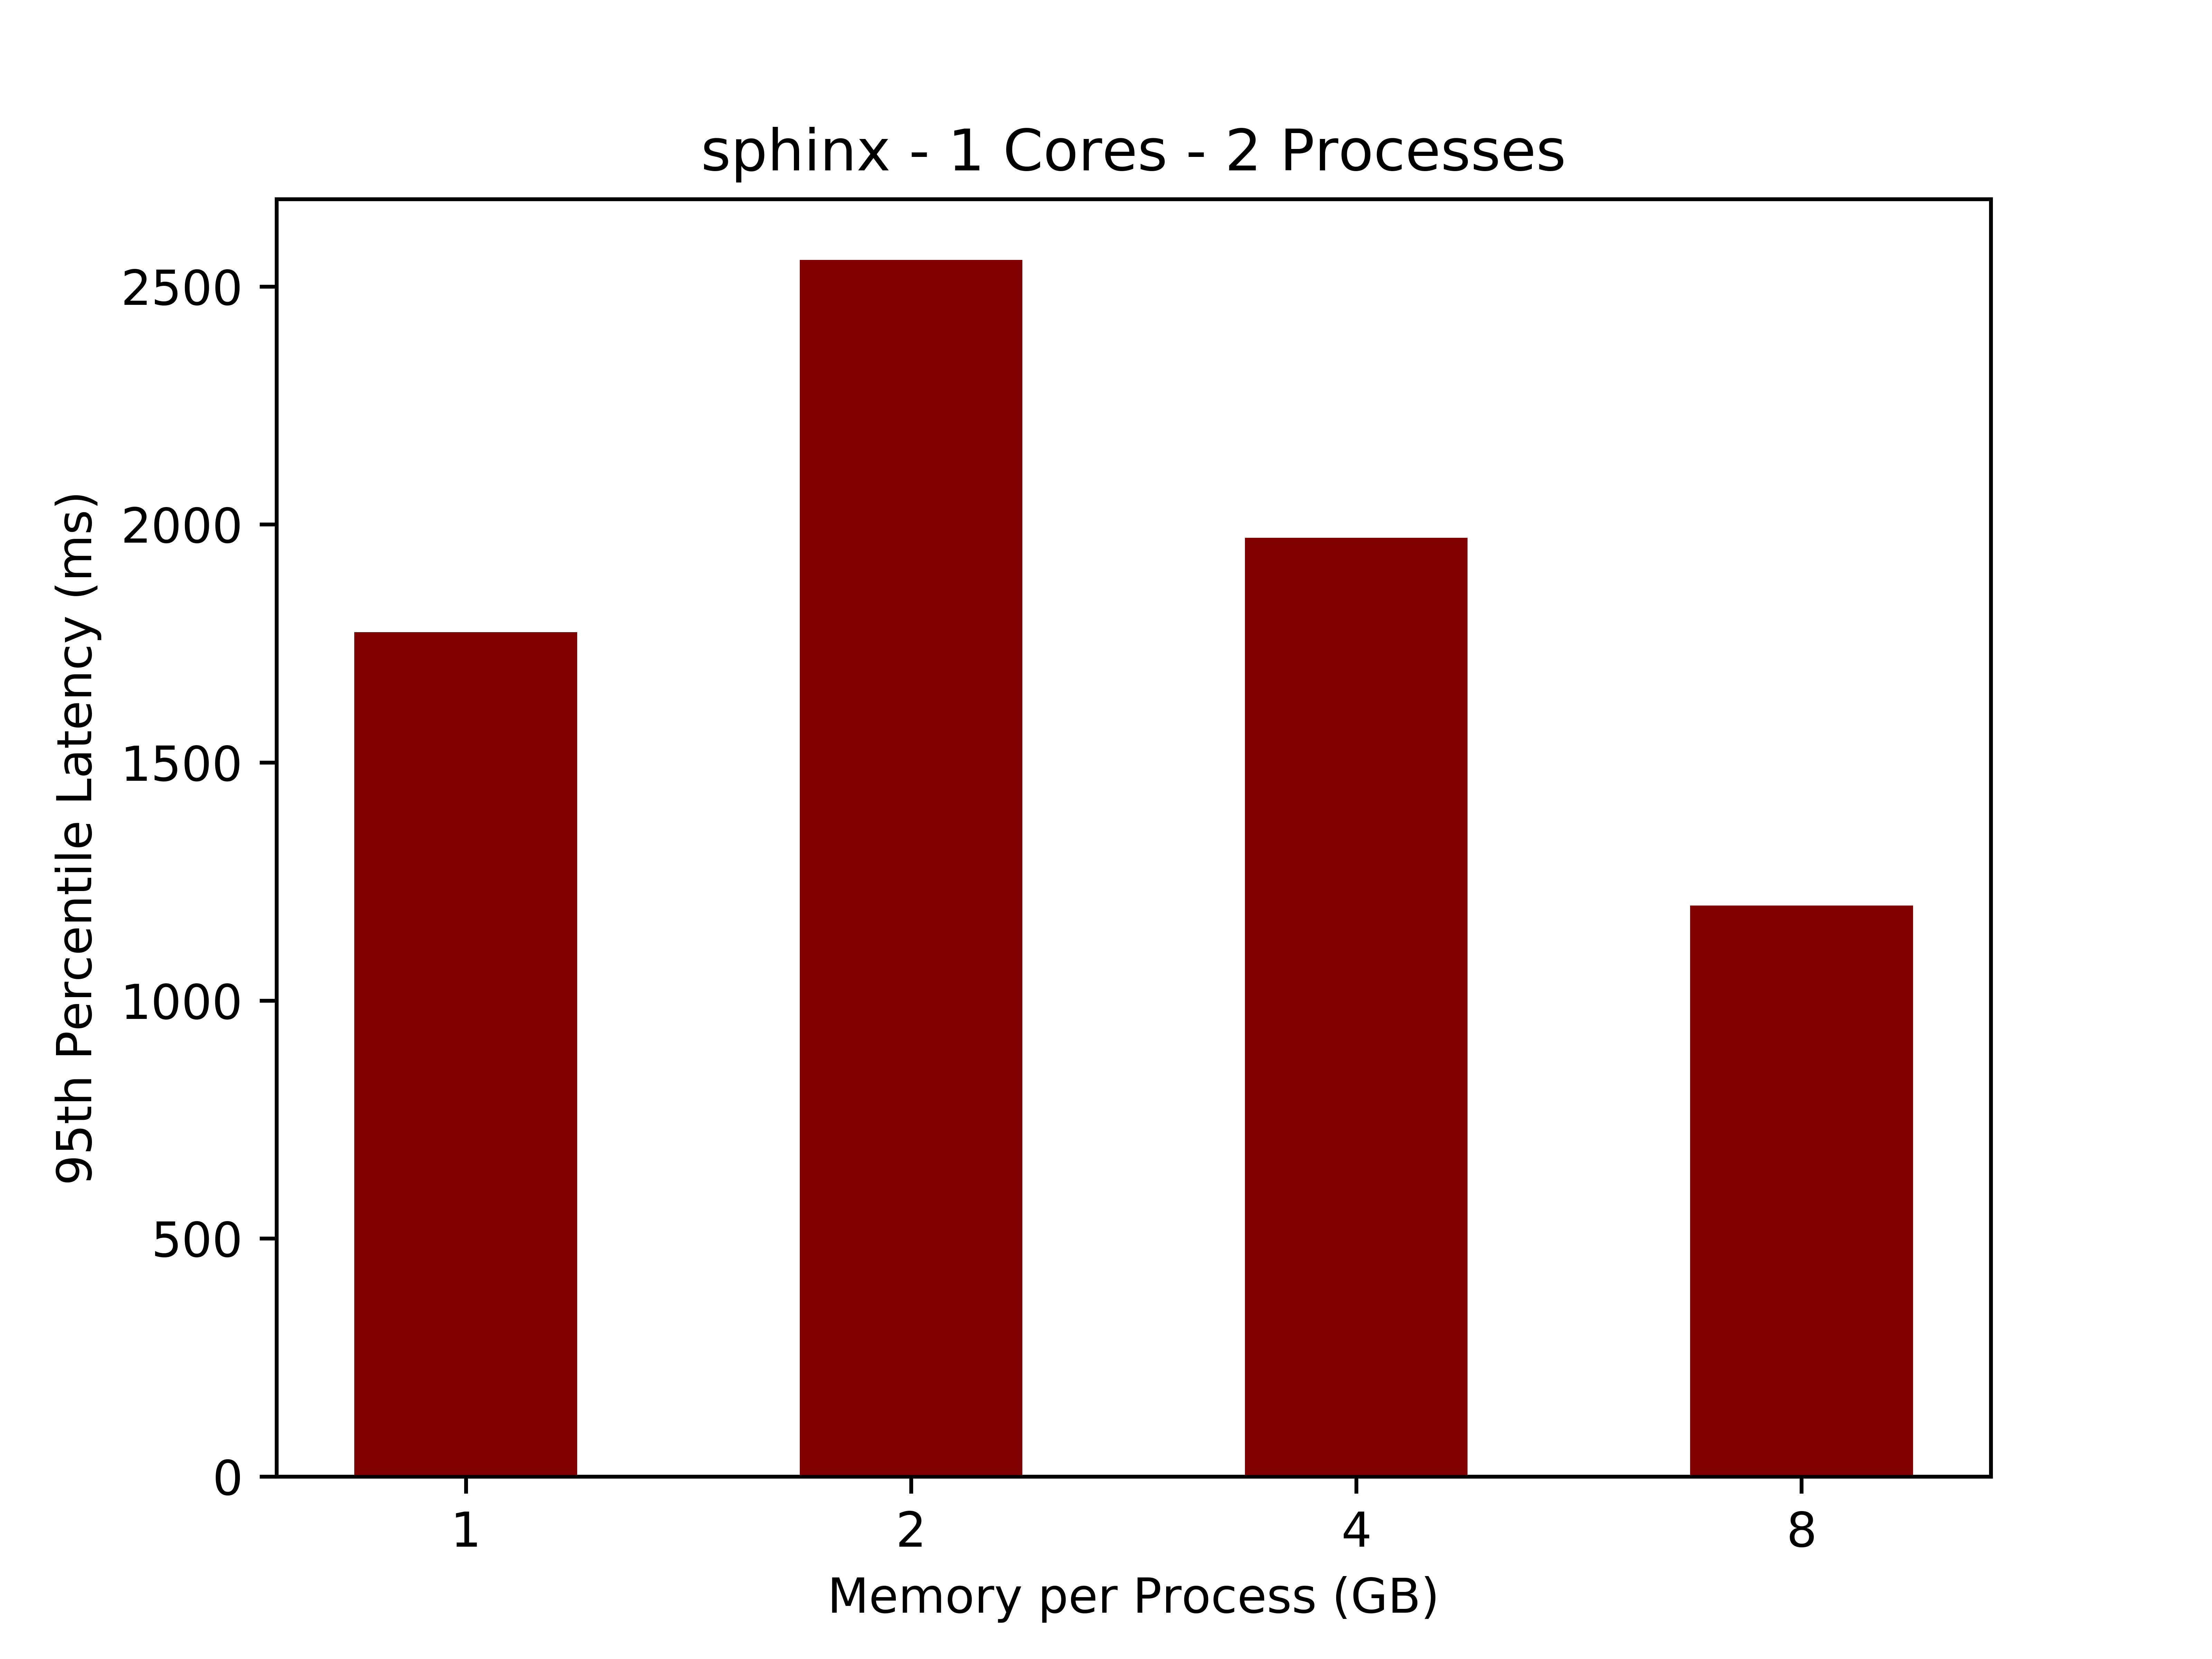 sphinx - 1 Cores - 2 Processes
95th Percentile Latency (ms)
2500
2000
1500
1000
500
0
1 2 4 8
Memory per Process (GB)